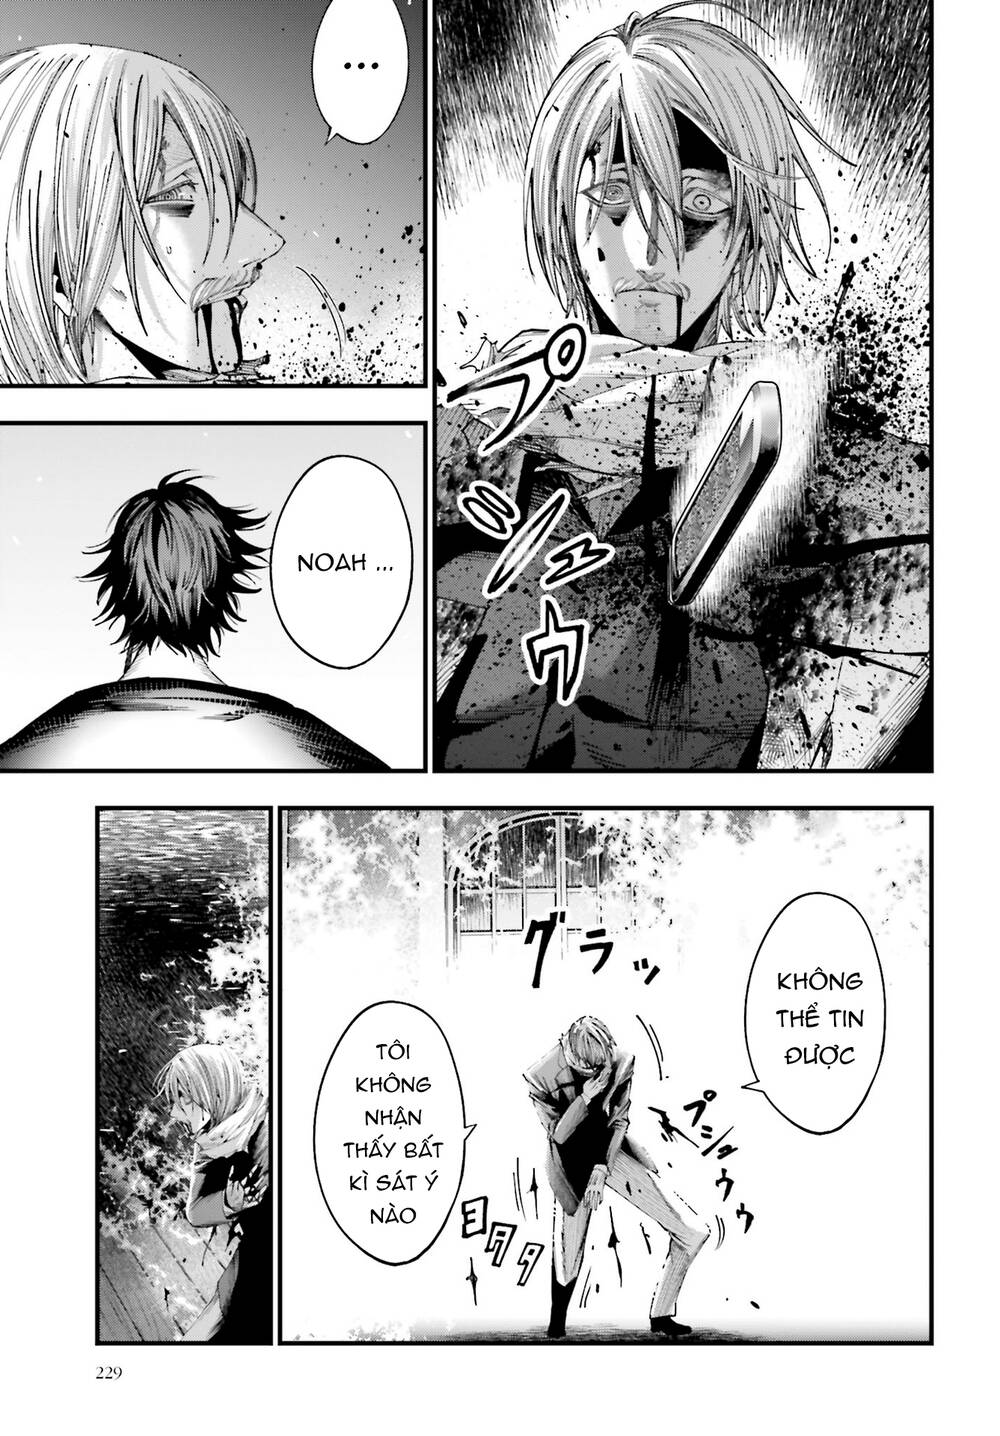 プシュウ
...
NOAH ...
KHÔNG
THỂ TIN
ĐƯỢC
グラッ
プシュウウ
ヨタタ
TÔI
KHÔNG
NHẬN
THẤY BẤT
KÌ SÁT Ý
NÀO
229